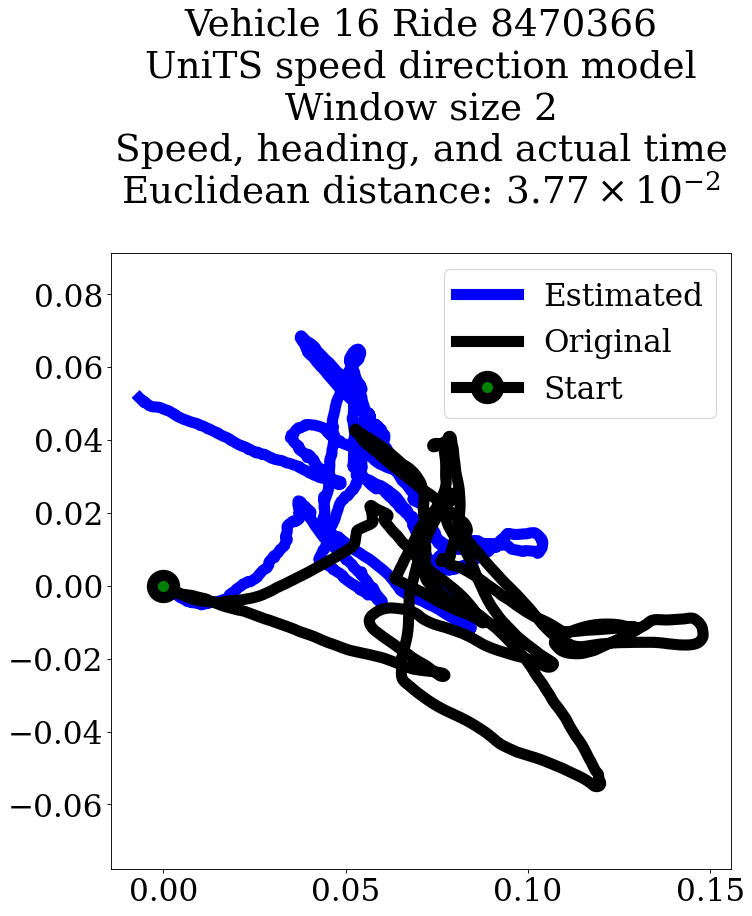 Vehicle 16 Ride 8470366
UniTS speed direction model
Window size 2
Speed, heading, and actual time
Euclidean distance: 3.77 × 10⁻²
Estimated
Original
Start
0.08
0.06
0.04
0.02
0.00
−0.02
−0.04
−0.06
0.00 0.05 0.10 0.15